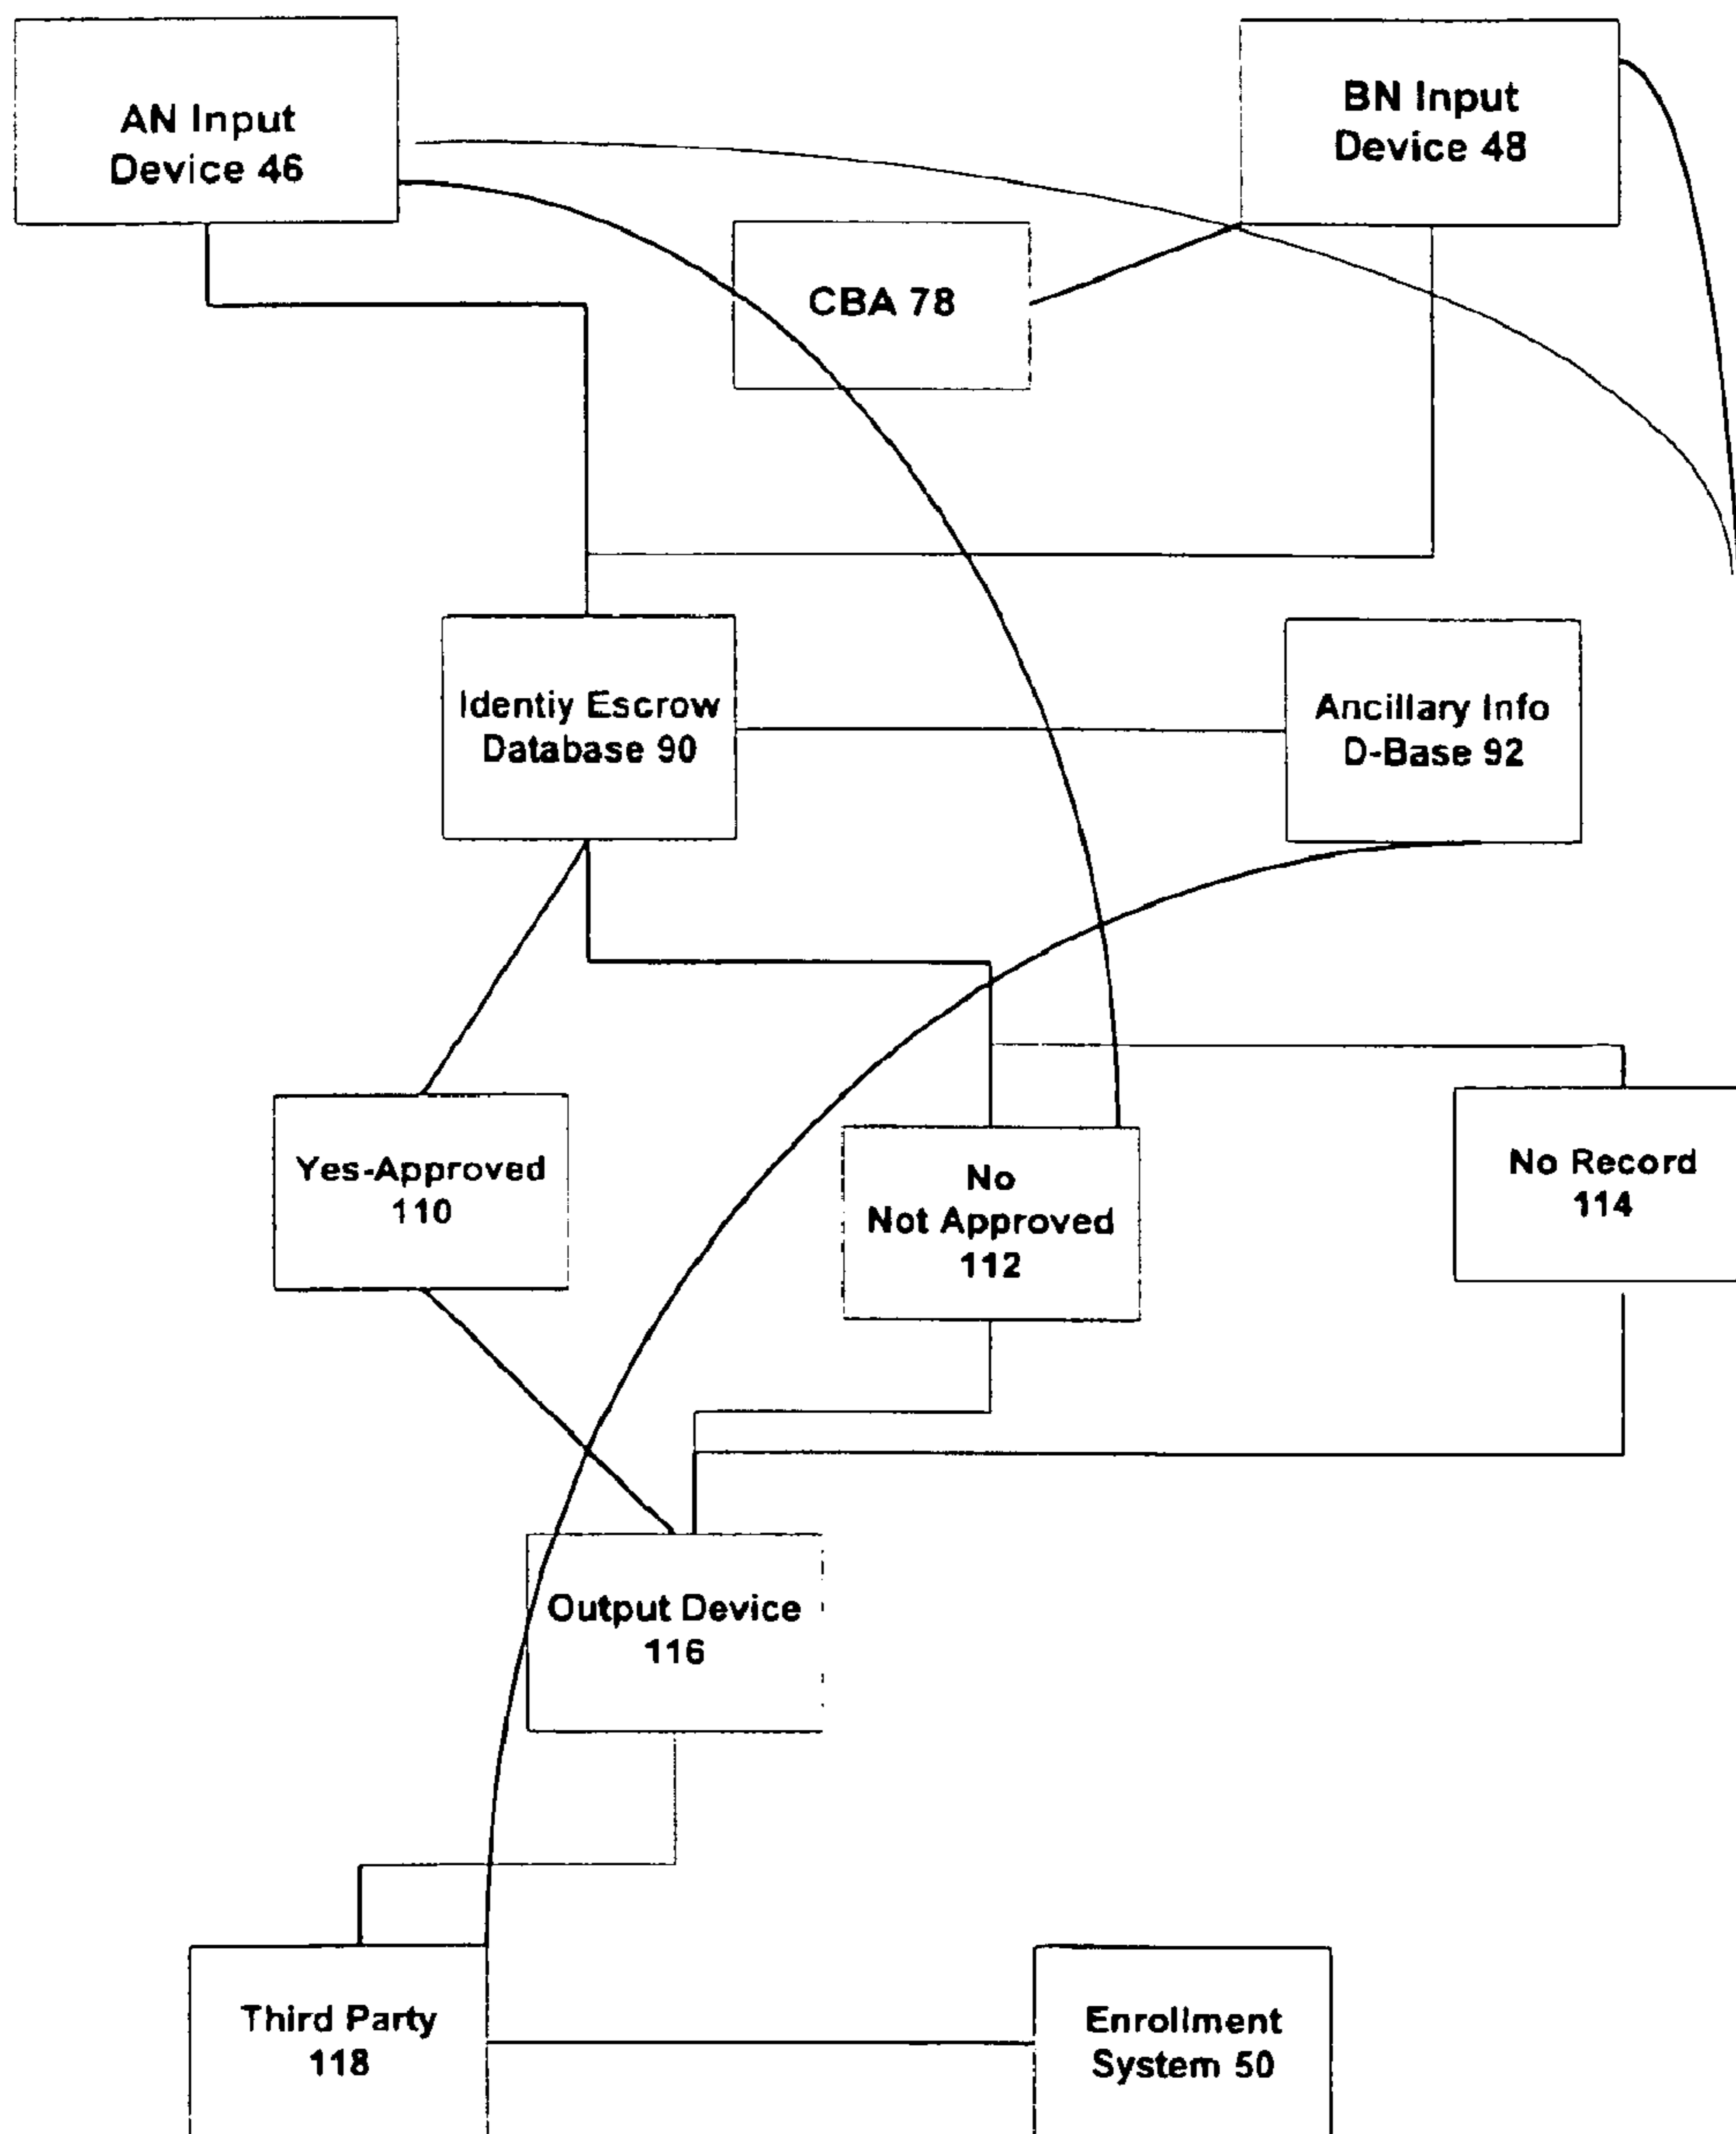 AN Input
Device 46
BN Input
Device 48
CBA 78
Identiy Escrow
Database 90
Ancillary Info
D-Base 92
Yes-Approved
110
No
Not Approved
112
No Record
114
Output Device
116
Third Party
118
Enrollment
System 50